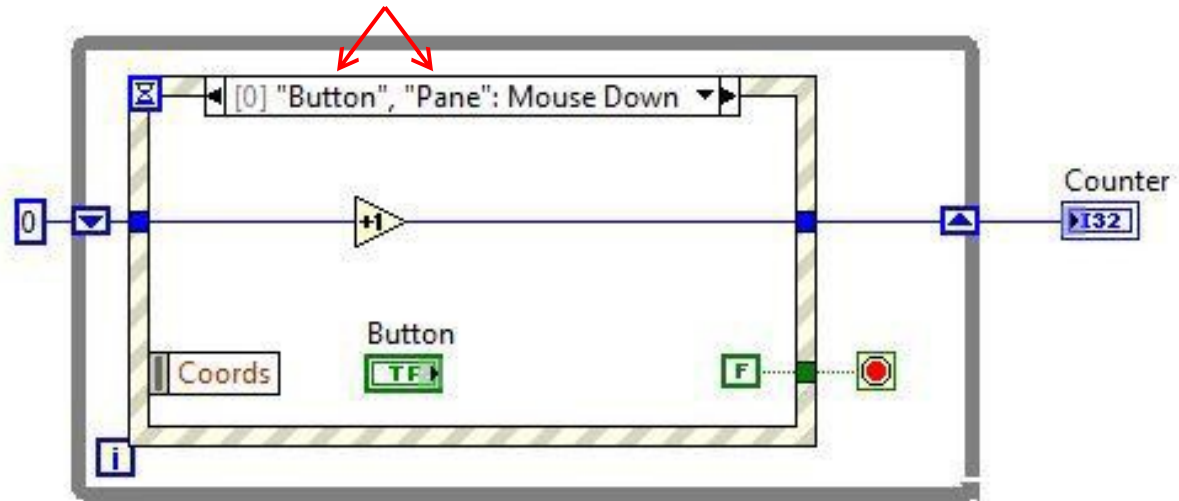 [0] "Button", "Pane": Mouse Down
Counter
0
+1
I32
Button
Coords
TF
F
i